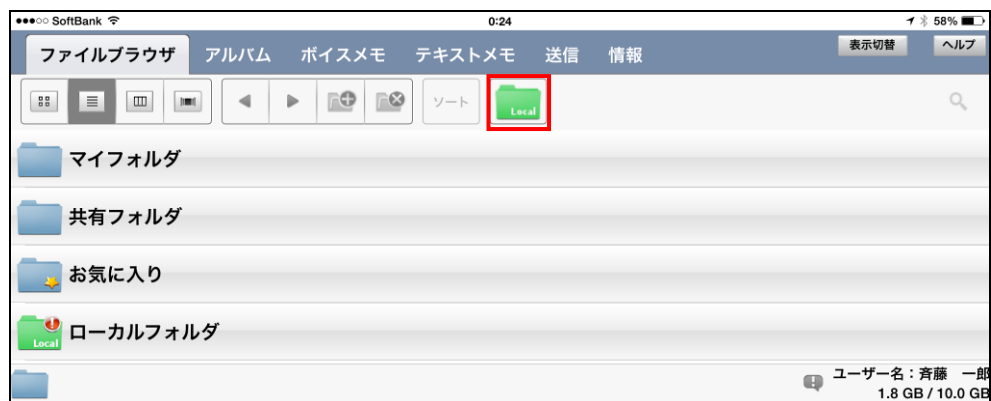 SoftBank 0:24 58%
ファイルブラウザ アルバム ボイスメモ テキストメモ 送信 情報 表示切替 ヘルプ
ソート Local
マイフォルダ
共有フォルダ
お気に入り
Local ローカルフォルダ
ユーザー名：斉藤　一郎
1.8 GB / 10.0 GB